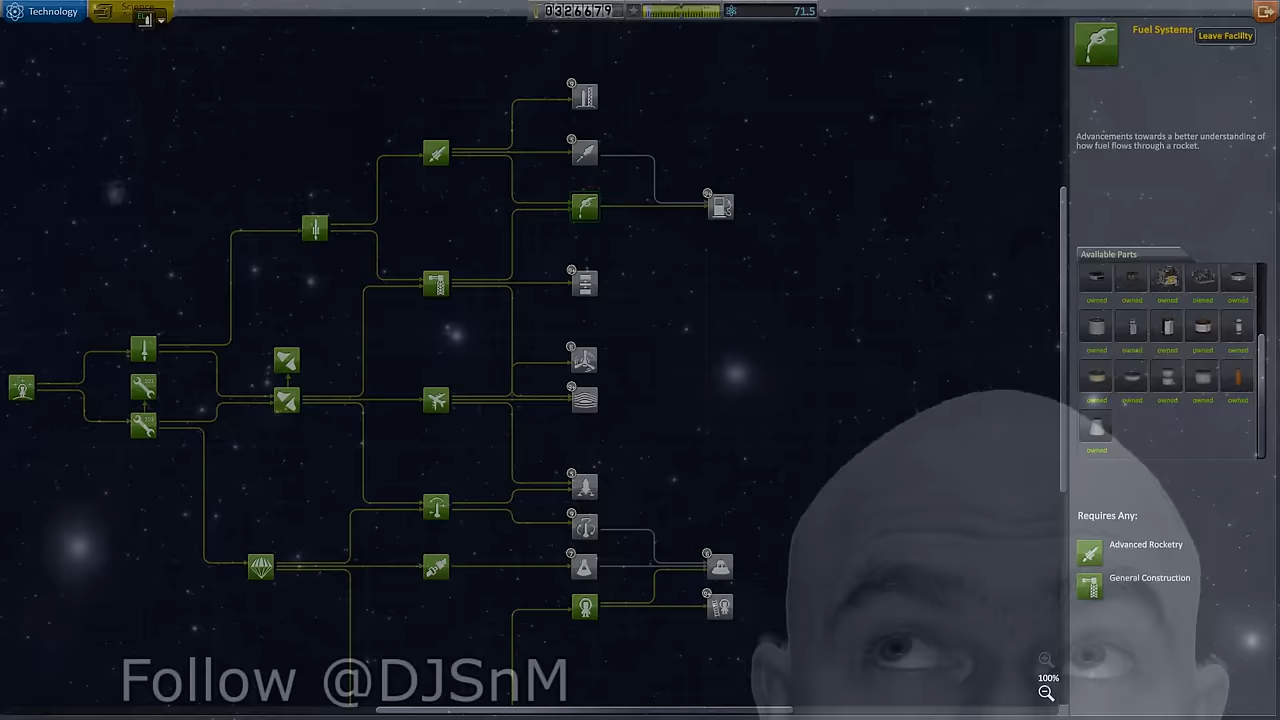 Technology
Science
0326679
71.5
Fuel Systems
Leave Facility
Advancements towards a better understanding of
how fuel flows through a rocket.
Available Parts
owned owned owned owned owned
owned owned owned owned owned
owned owned owned owned owned
owned
Requires Any:
Advanced Rocketry
General Construction
100%
Follow @DJSnM